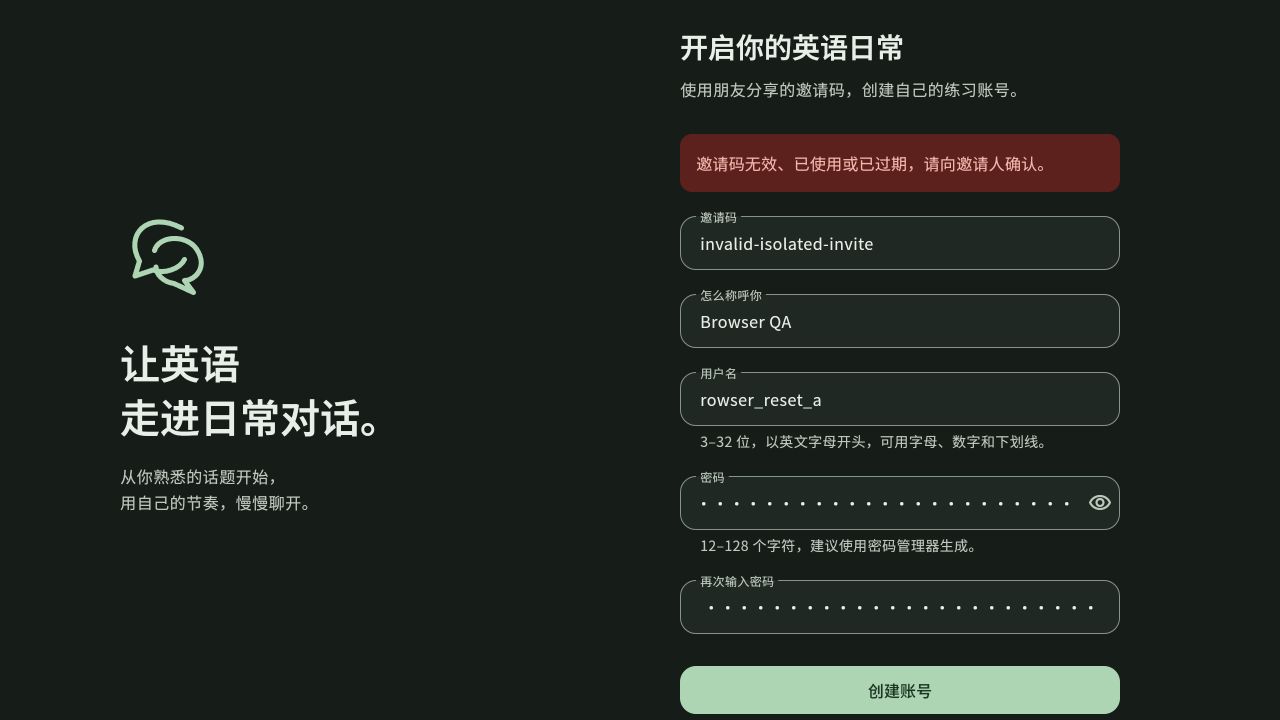 让英语
走进日常对话。
从你熟悉的话题开始，
用自己的节奏，慢慢聊开。
开启你的英语日常
使用朋友分享的邀请码，创建自己的练习账号。
邀请码无效、已使用或已过期，请向邀请人确认。
邀请码
invalid-isolated-invite
怎么称呼你
Browser QA
用户名
rowser_reset_a
3–32 位，以英文字母开头，可用字母、数字和下划线。
密码
12–128 个字符，建议使用密码管理器生成。
再次输入密码
创建账号